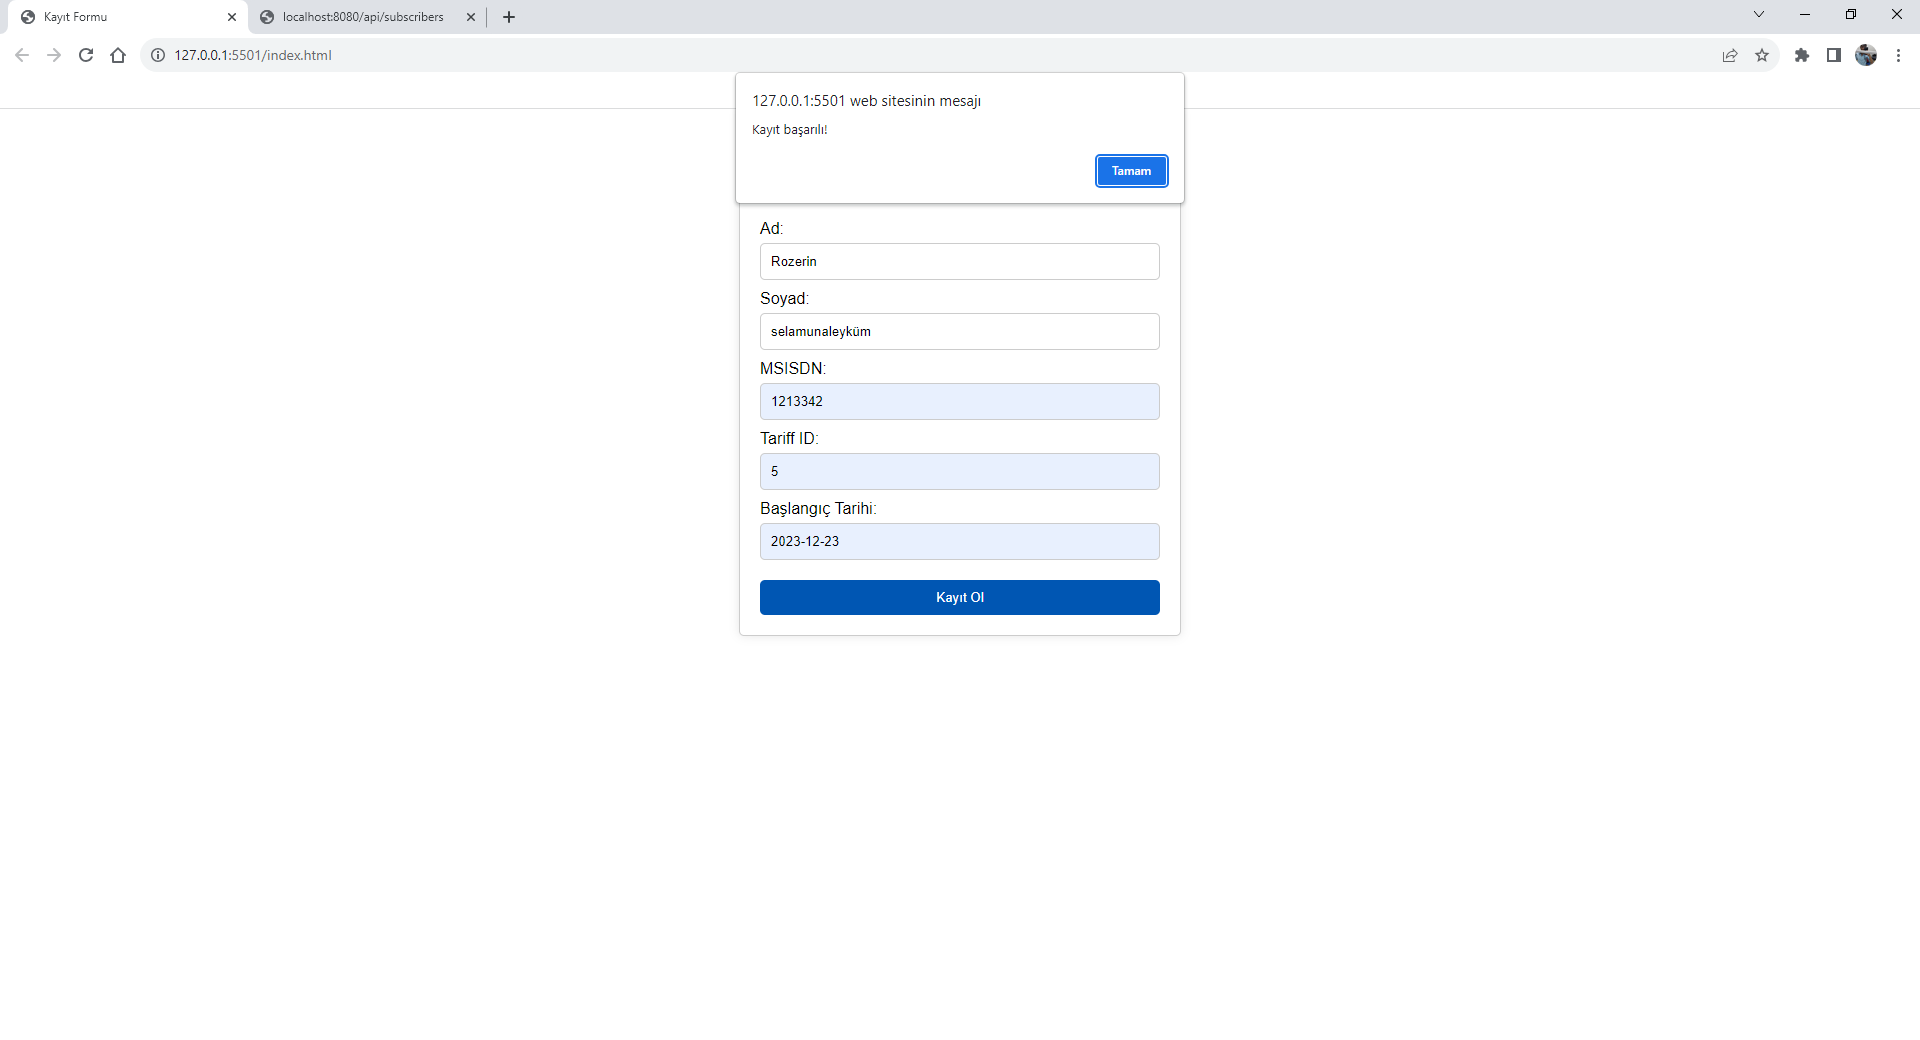 Kayıt Formu
localhost:8080/api/subscribers
127.0.0.1:5501/index.html
127.0.0.1:5501 web sitesinin mesajı
Kayıt başarılı!
Tamam
Ad:
Rozerin
Soyad:
selamunaleyküm
MSISDN:
1213342
Tariff ID:
5
Başlangıç Tarihi:
2023-12-23
Kayıt Ol